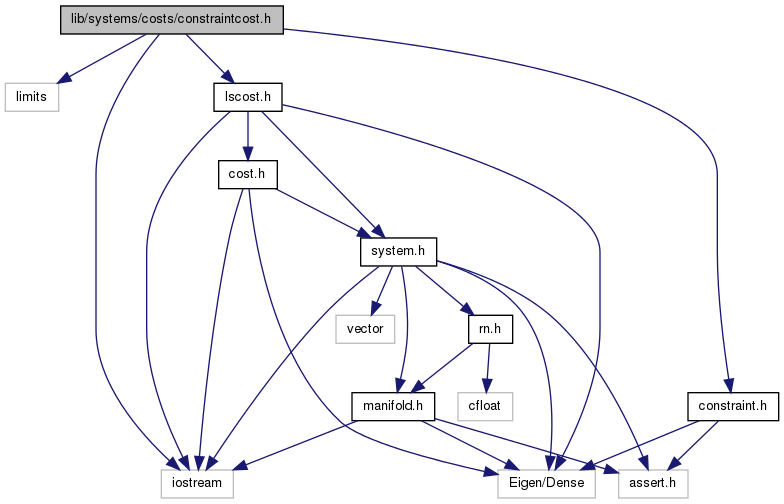 lib/systems/costs/constraintcost.h
limits
lscost.h
cost.h
system.h
vector
rn.h
manifold.h
cfloat
constraint.h
iostream
Eigen/Dense
assert.h